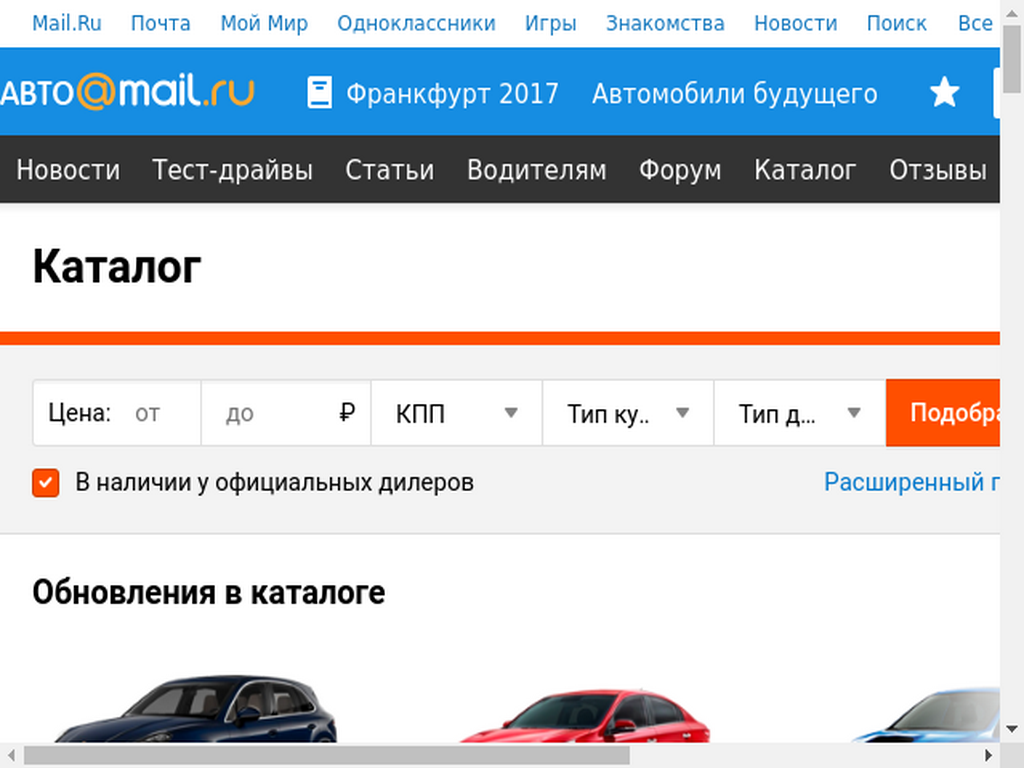 Mail.Ru Почта Мой Мир Одноклассники Игры Знакомства Новости Поиск Все
АВТО@mail.ru Франкфурт 2017 Автомобили будущего
Новости Тест-драйвы Статьи Водителям Форум Каталог Отзывы
Каталог
Цена: от до ₽ КПП Тип ку.. Тип д... Подобра
В наличии у официальных дилеров Расширенный
Обновления в каталоге